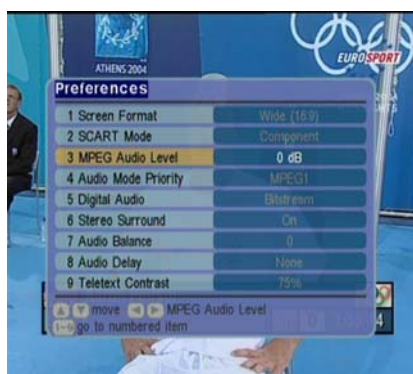 ATHENS 2004
EUROSPORT
Preferences
1 Screen Format Wide (16:9)
2 SCART Mode Component
3 MPEG Audio Level 0 dB
4 Audio Mode Priority MPEG1
5 Digital Audio Bitstream
6 Stereo Surround On
7 Audio Balance 0
8 Audio Delay None
9 Teletext Contrast 75%
move MPEG Audio Level
1-9 go to numbered item